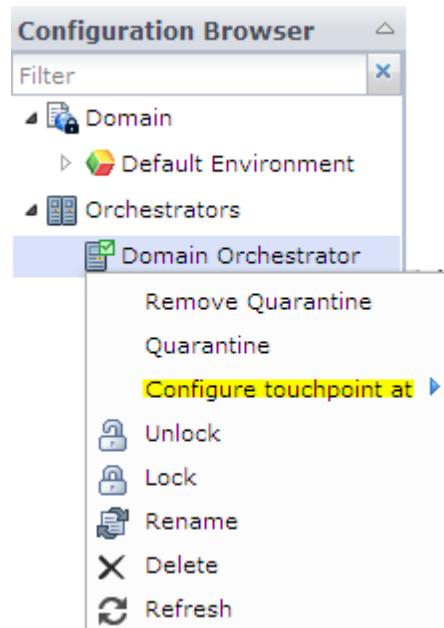 Configuration Browser
Filter
Domain
Default Environment
Orchestrators
Domain Orchestrator
Remove Quarantine
Quarantine
Configure touchpoint at
Unlock
Lock
Rename
Delete
Refresh